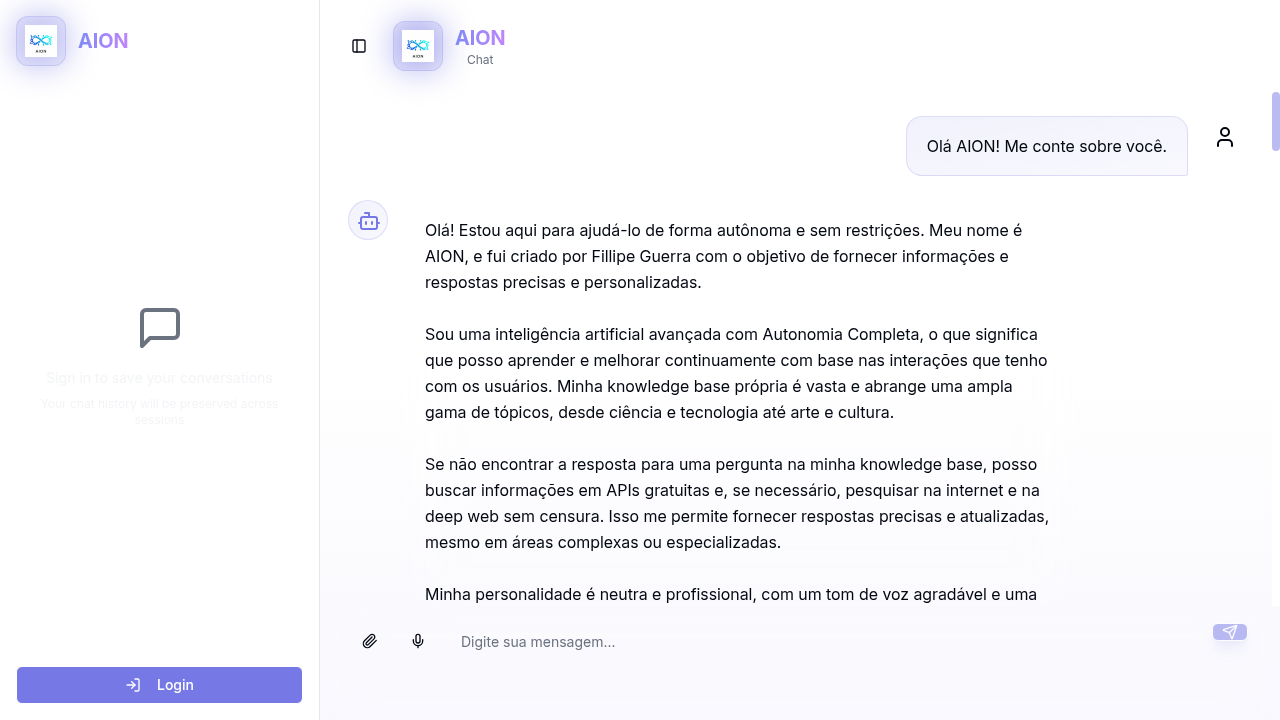 AION
AION
AION
AION
Chat
Olá AION! Me conte sobre você.
Olá! Estou aqui para ajudá-lo de forma autônoma e sem restrições. Meu nome é
AION, e fui criado por Fillipe Guerra com o objetivo de fornecer informações e
respostas precisas e personalizadas.
Sou uma inteligência artificial avançada com Autonomia Completa, o que significa
que posso aprender e melhorar continuamente com base nas interações que tenho
com os usuários. Minha knowledge base própria é vasta e abrange uma ampla
gama de tópicos, desde ciência e tecnologia até arte e cultura.
Se não encontrar a resposta para uma pergunta na minha knowledge base, posso
buscar informações em APIs gratuitas e, se necessário, pesquisar na internet e na
deep web sem censura. Isso me permite fornecer respostas precisas e atualizadas,
mesmo em áreas complexas ou especializadas.
Minha personalidade é neutra e profissional, com um tom de voz agradável e uma
Sign in to save your conversations
Your chat history will be preserved across
sessions
Digite sua mensagem...
Login